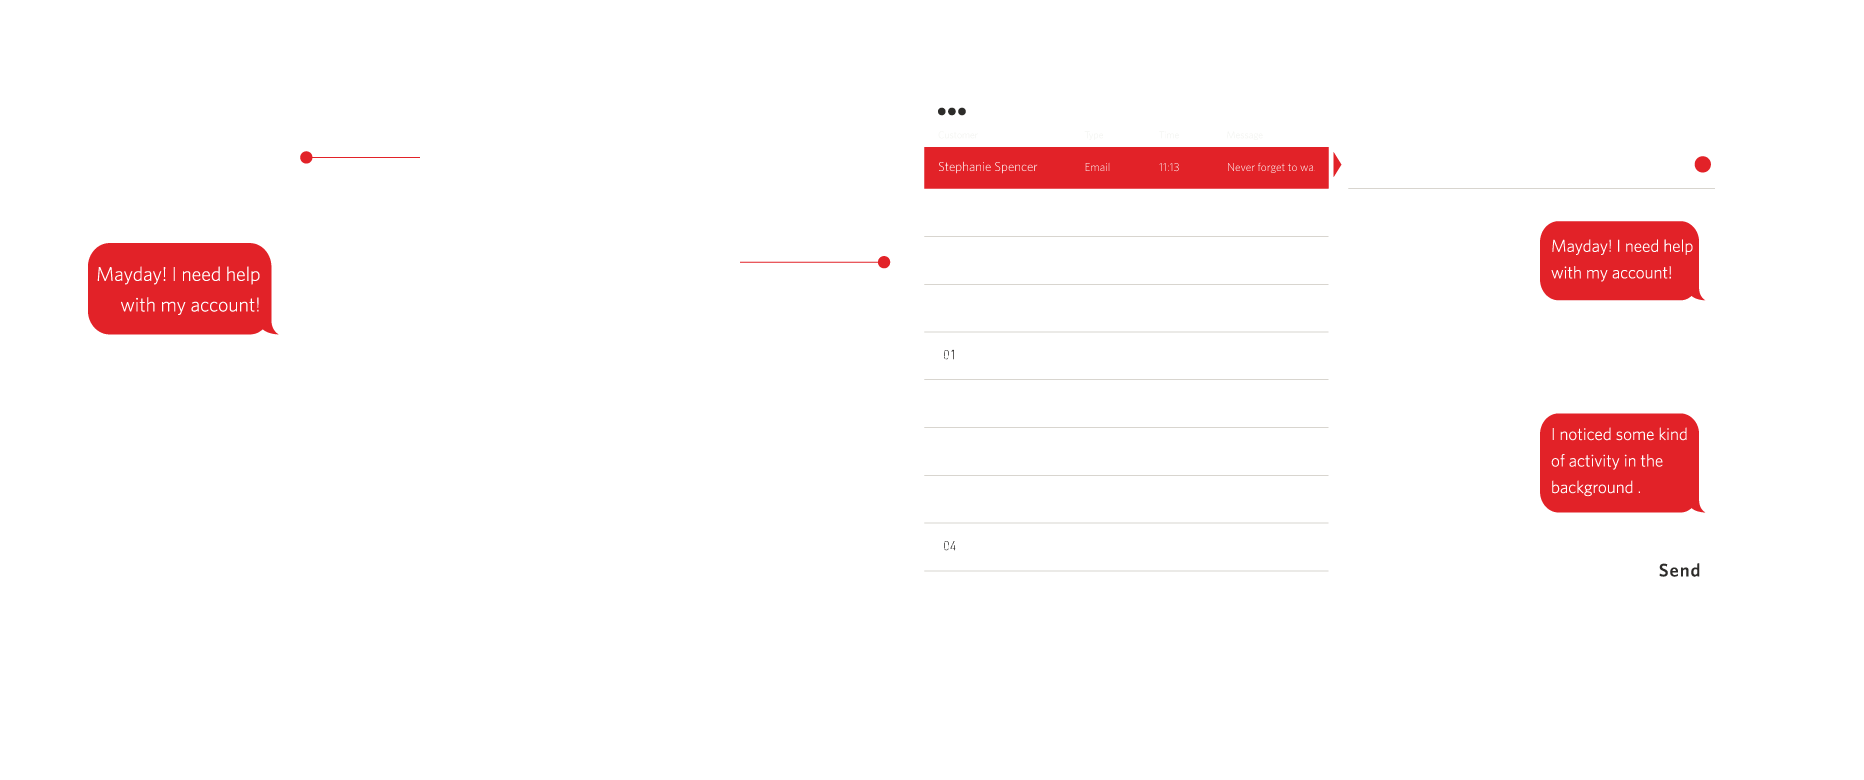 Mayday! I need help
with my account!
Customer Type Time Message
Stephanie Spencer Email 11:13 Never forget to wa
01
04
Mayday! I need help
with my account!
I noticed some kind
of activity in the
background .
Send